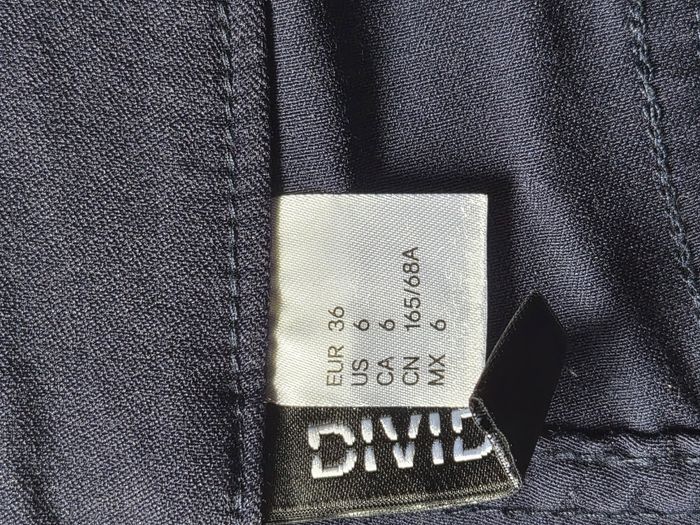 EUR 36
US 6
CA 6
CN 165/68A
MX 6
DIVID